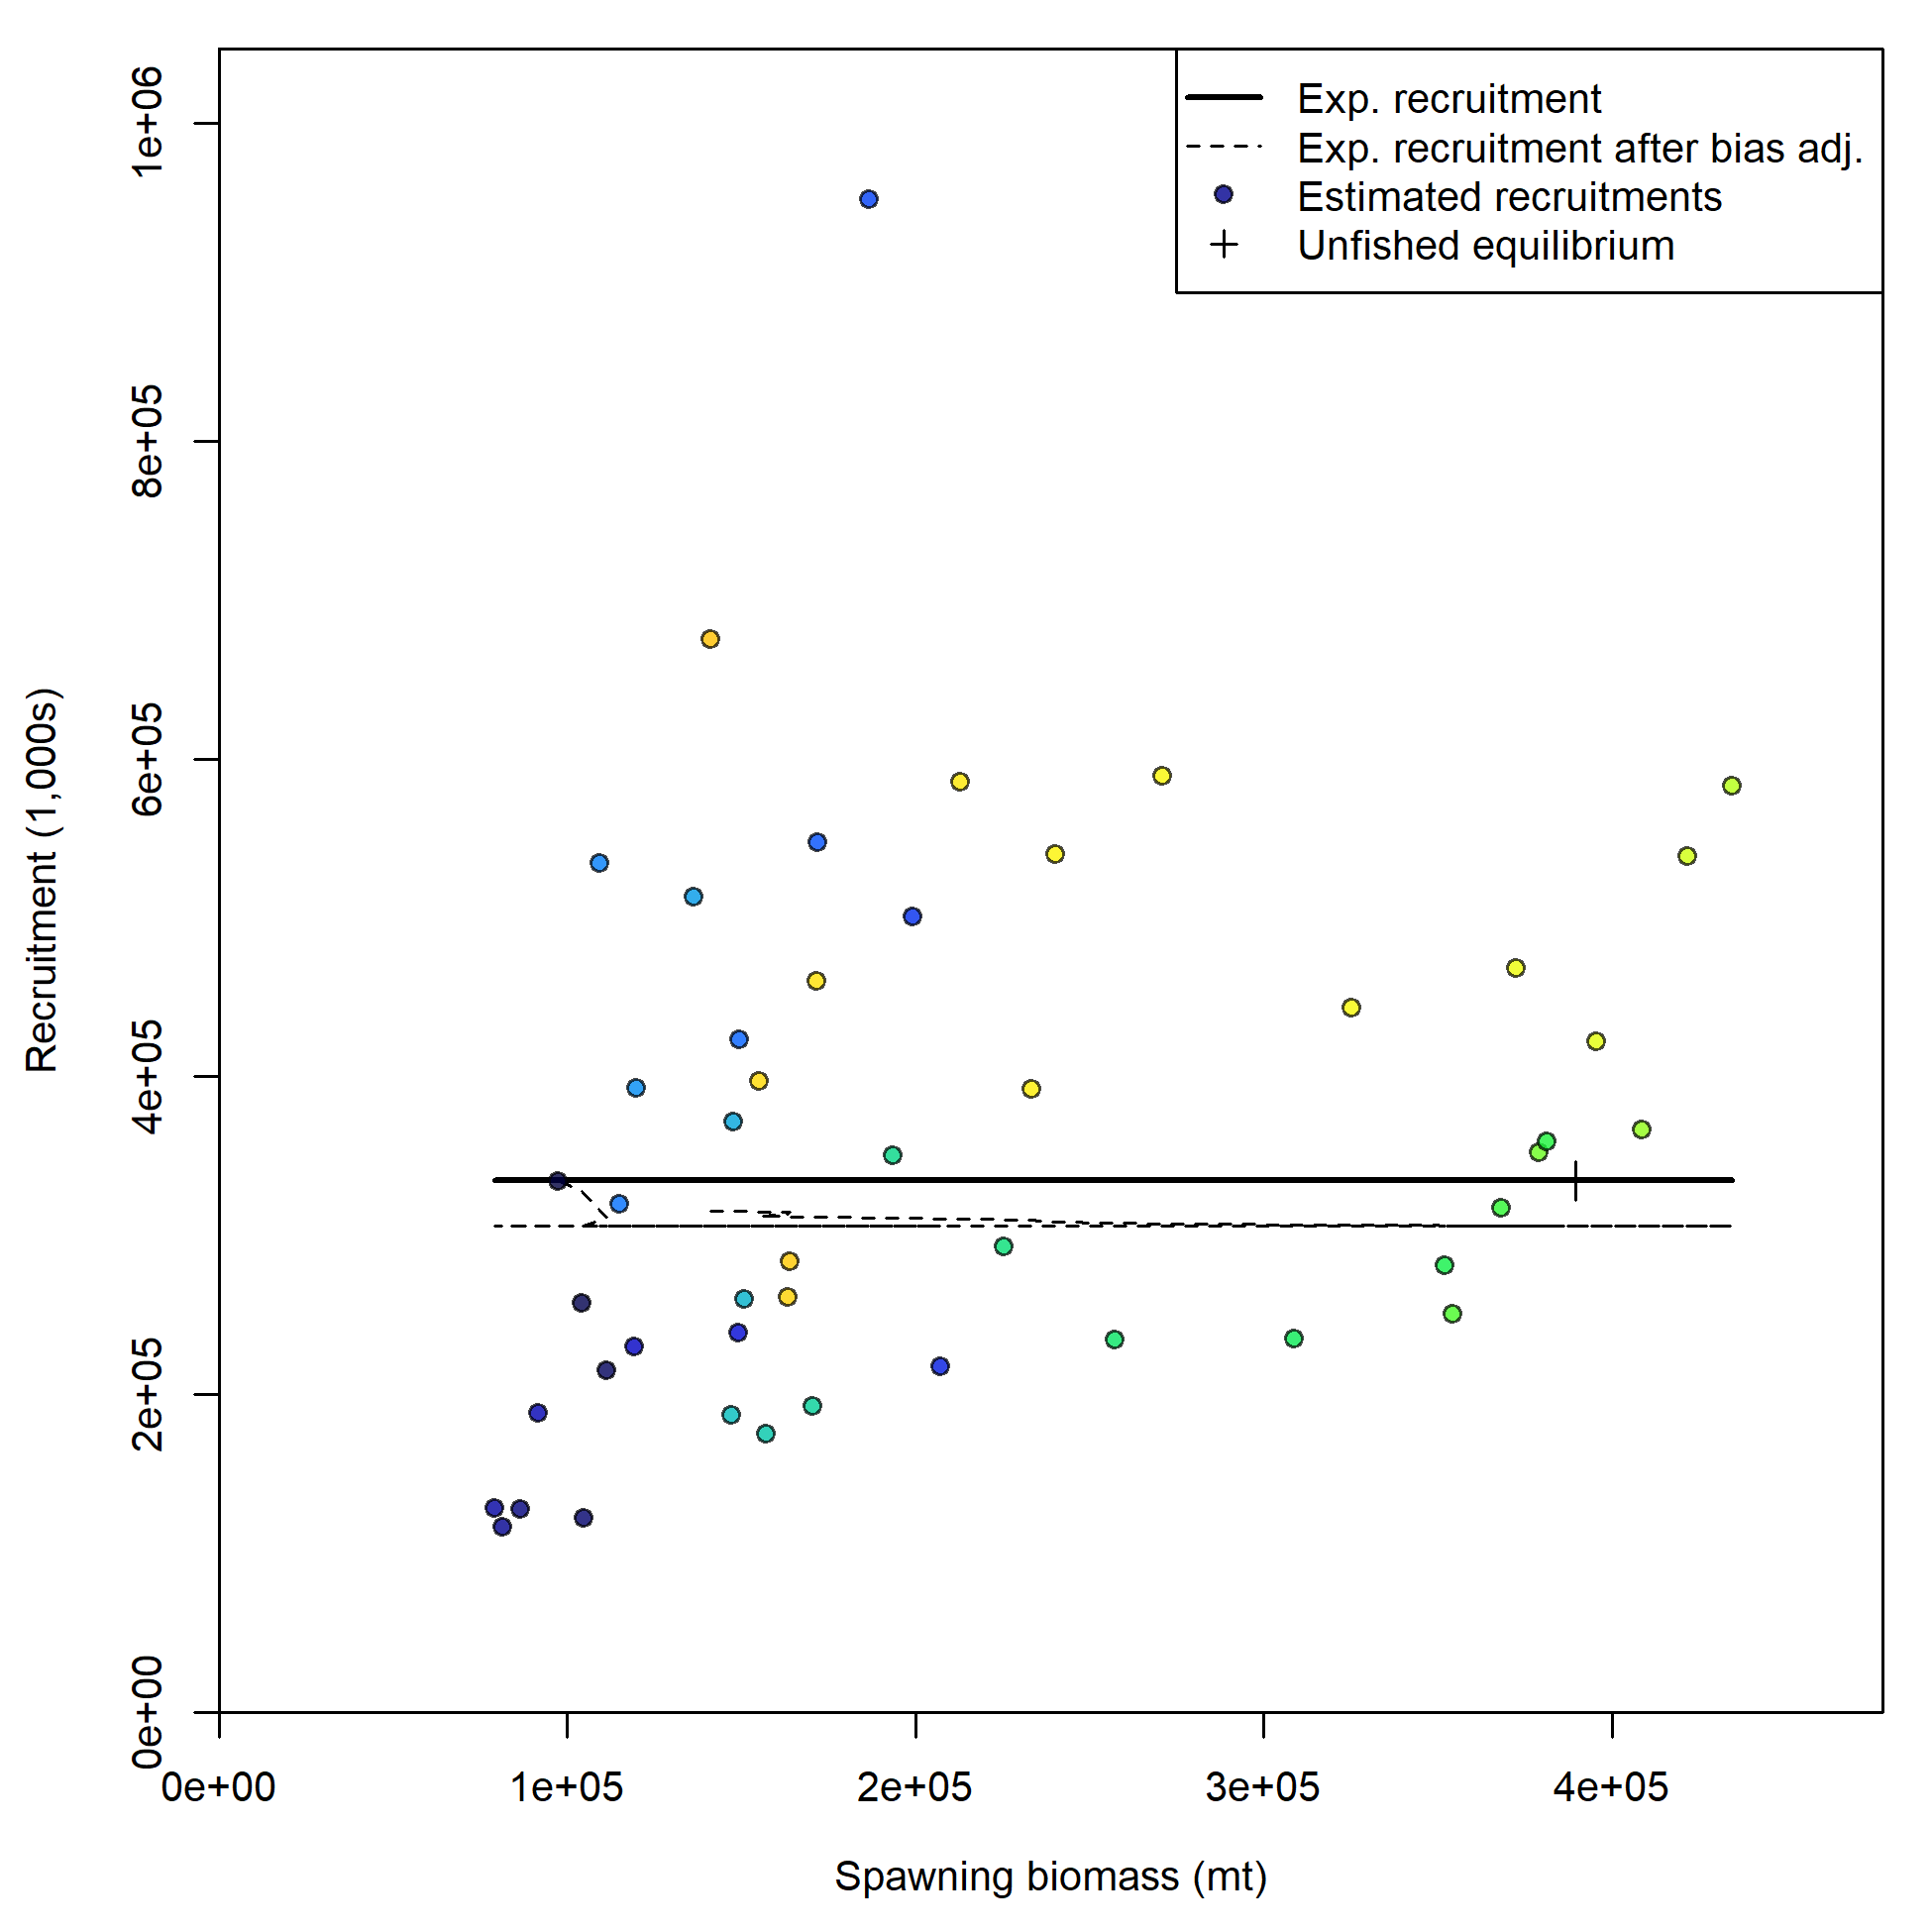 Exp. recruitment
Exp. recruitment after bias adj.
Estimated recruitments
Unfished equilibrium
Recruitment (1,000s)
1e+06
8e+05
6e+05
4e+05
2e+05
0e+00
0e+00 1e+05 2e+05 3e+05 4e+05
Spawning biomass (mt)